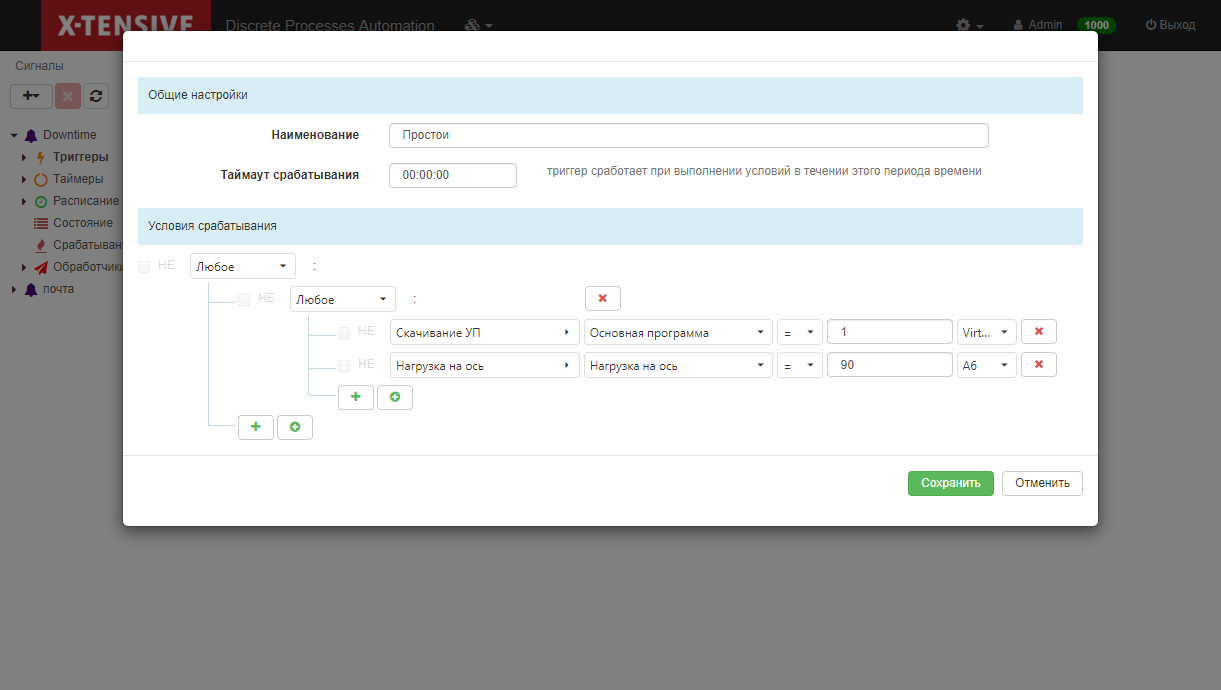 X-TENSIVE Discrete Processes Automation Admin 1000 Выход
Сигналы
Общие настройки
Наименование Простои
Таймаут срабатывания 00:00:00 триггер сработает при выполнении условий в течении этого периода времени
Downtime
Триггеры
Таймеры
Расписание
Состояние
Срабатыван
Обработчики
почта
Условия срабатывания
НЕ Любое :
НЕ Любое :
НЕ Скачивание УП Основная программа = 1 Virt...
НЕ Нагрузка на ось Нагрузка на ось = 90 A6
Сохранить Отменить